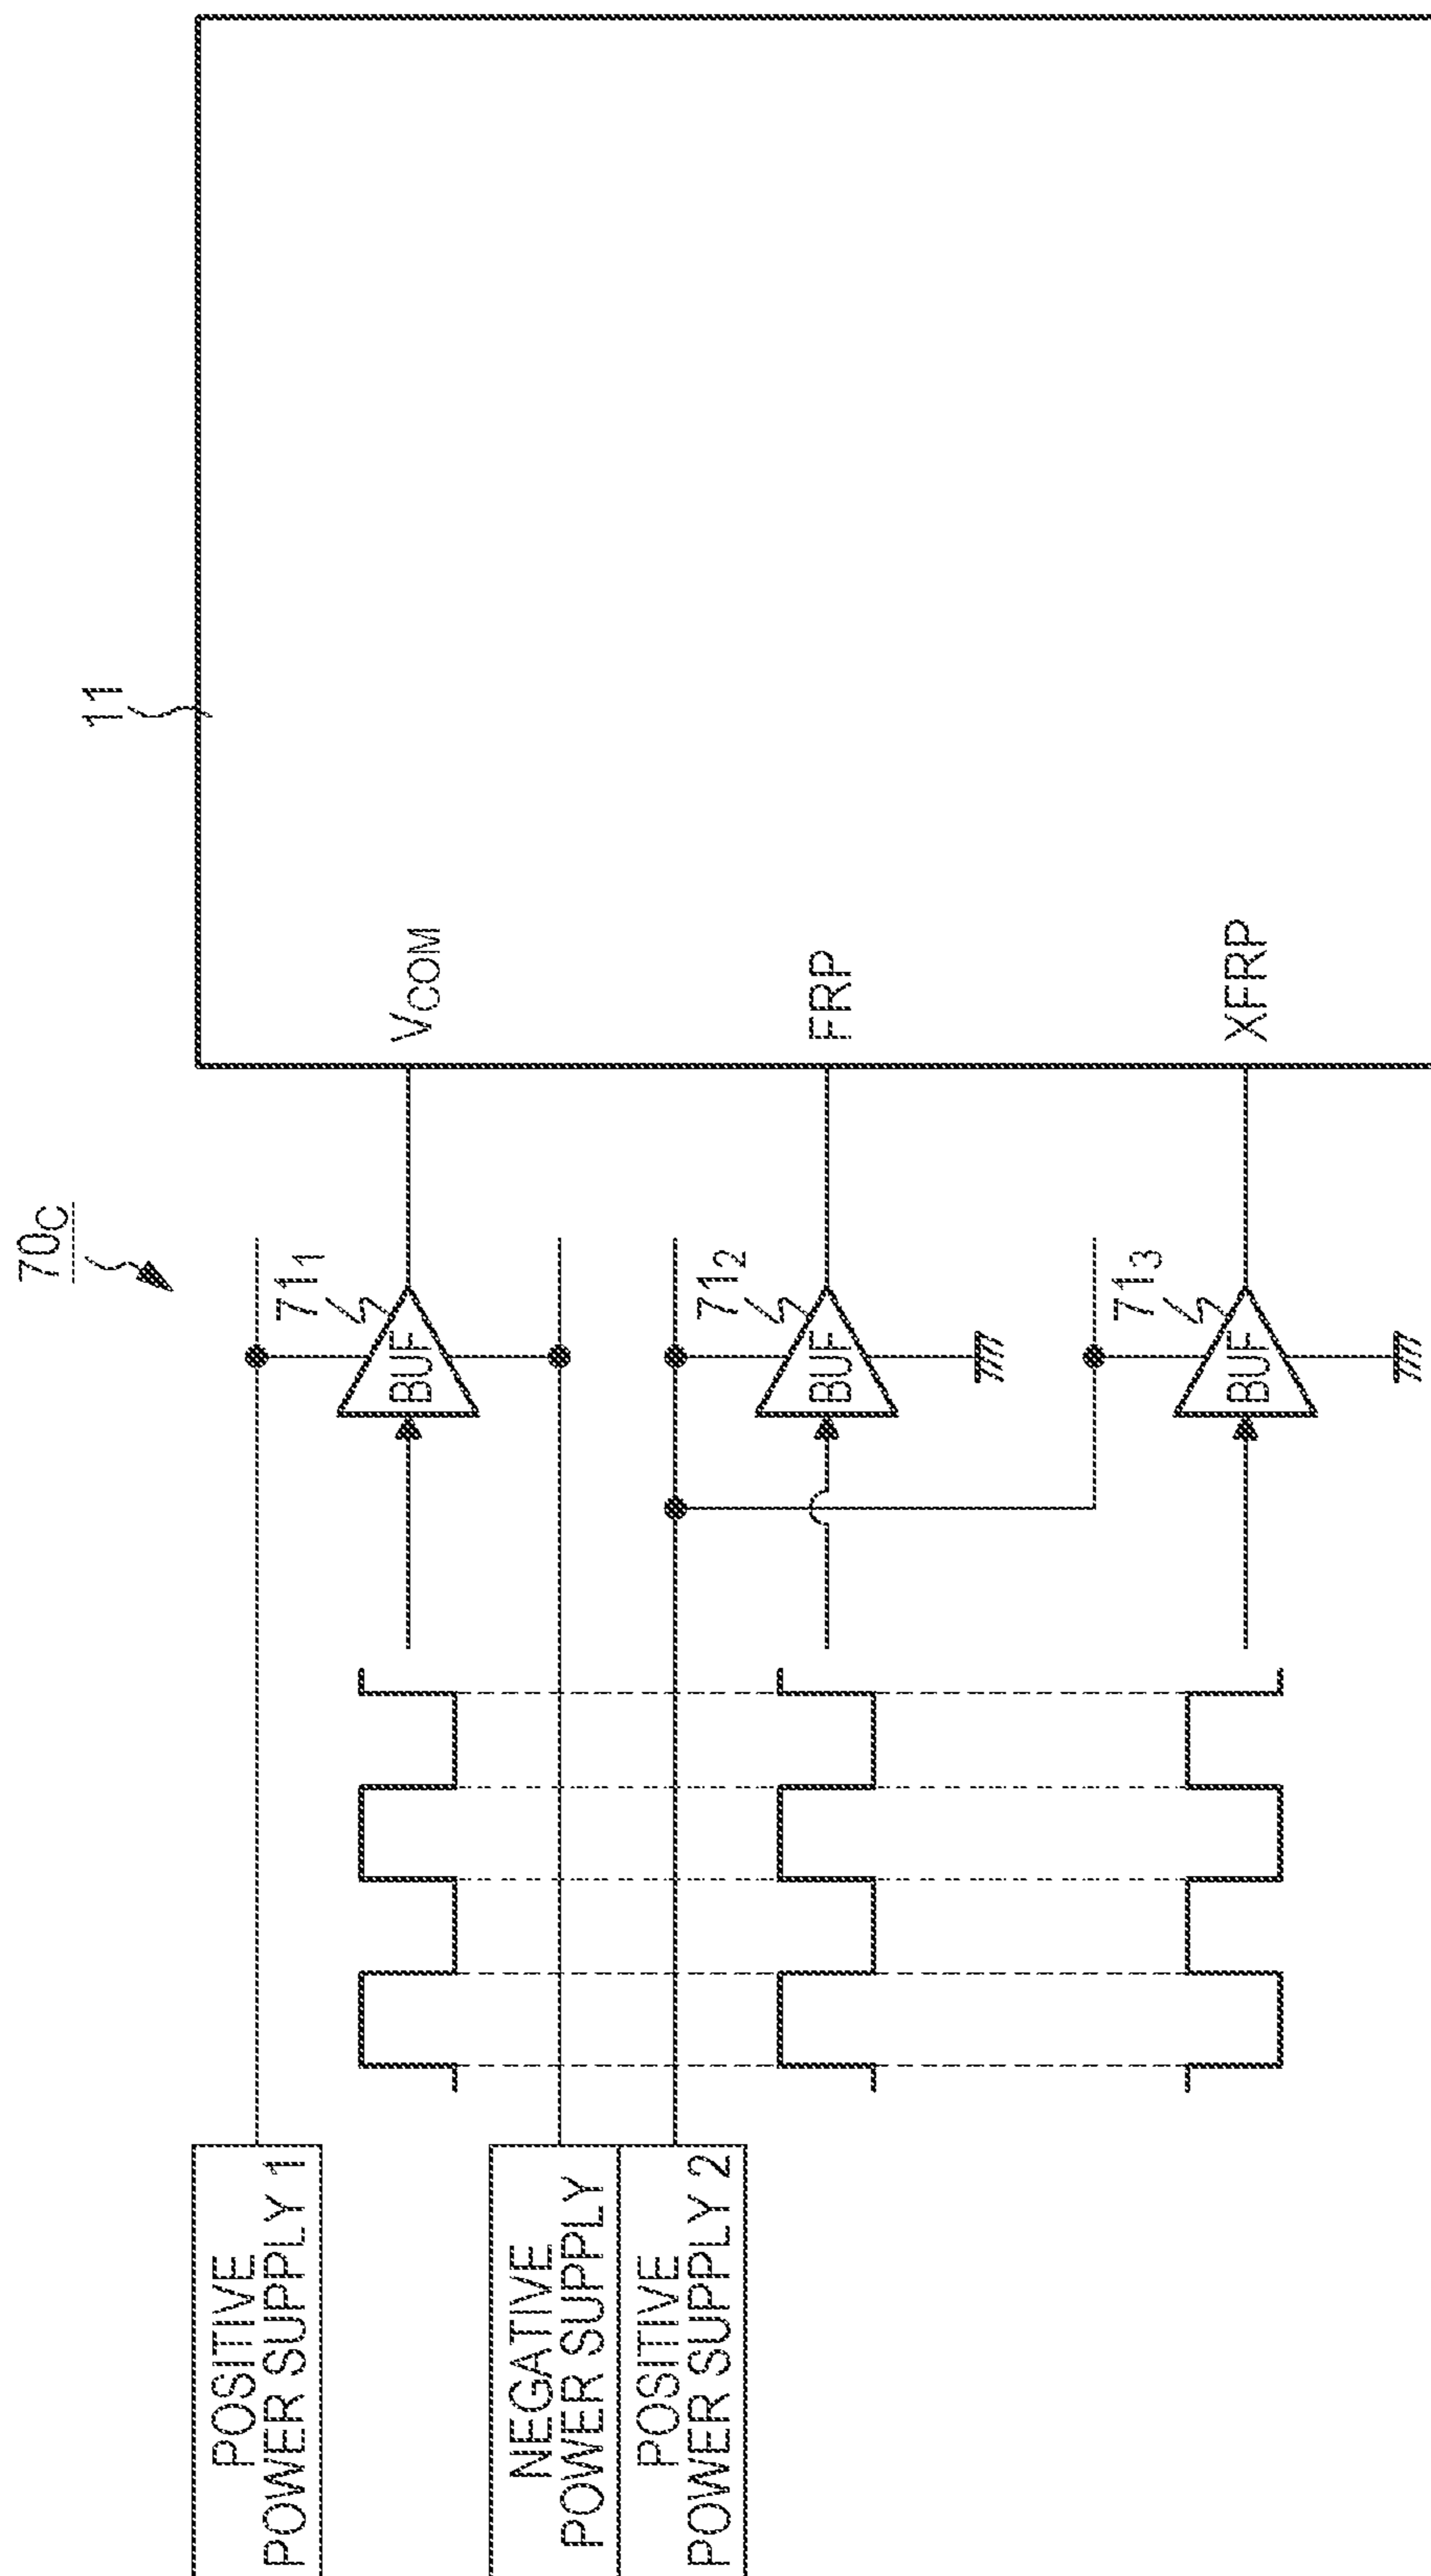 70C
11
POSITIVE
POWER SUPPLY 1
711
BUF
VCOM
NEGATIVE
POWER SUPPLY
POSITIVE
POWER SUPPLY 2
712
BUF
FRP
713
BUF
XFRP